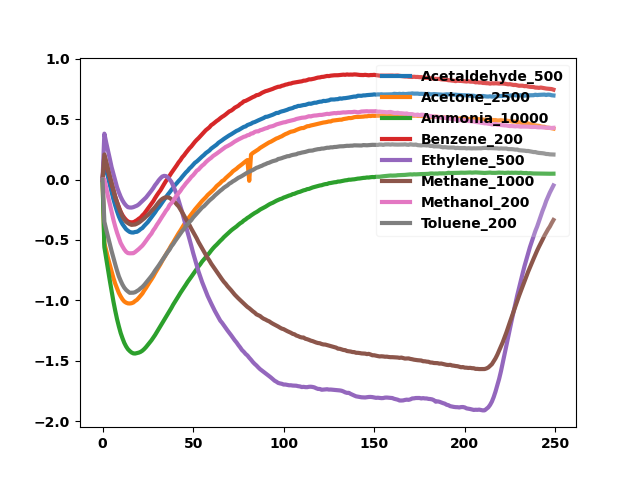 1.0
0.5
0.0
−0.5
−1.0
−1.5
−2.0
0
50
100
150
200
250
Acetaldehyde_500
Acetone_2500
Ammonia_10000
Benzene_200
Ethylene_500
Methane_1000
Methanol_200
Toluene_200